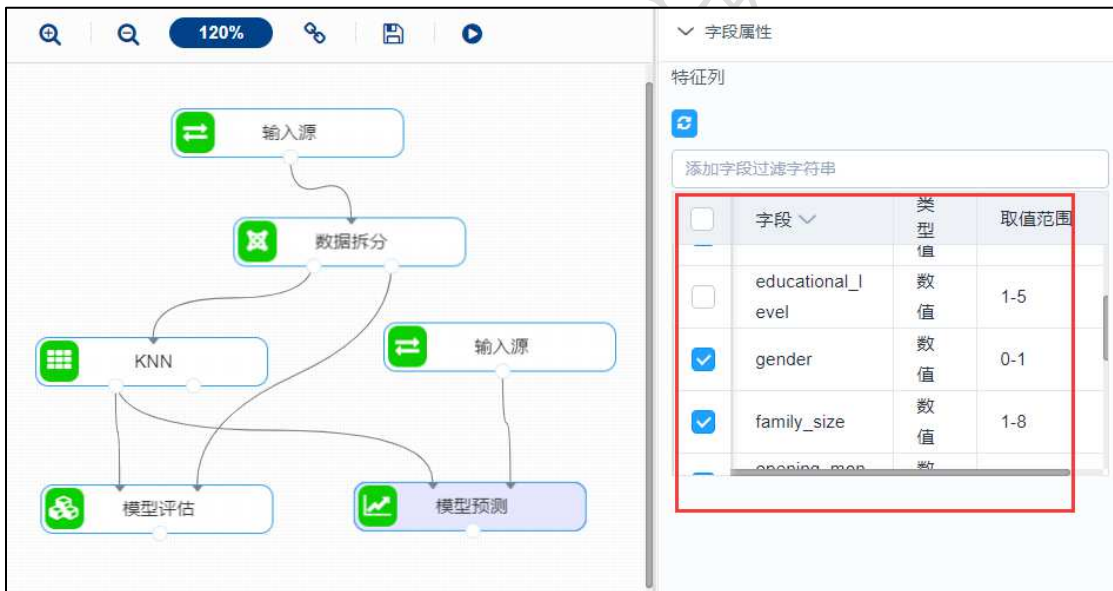 120%
输入源
数据拆分
KNN
输入源
模型评估
模型预测
字段属性
特征列
添加字段过滤字符串
字段
类
型
取值范围
值
educational_l
evel
数
值
1-5
gender
数
值
0-1
family_size
数
值
1-8
opening_mon
数